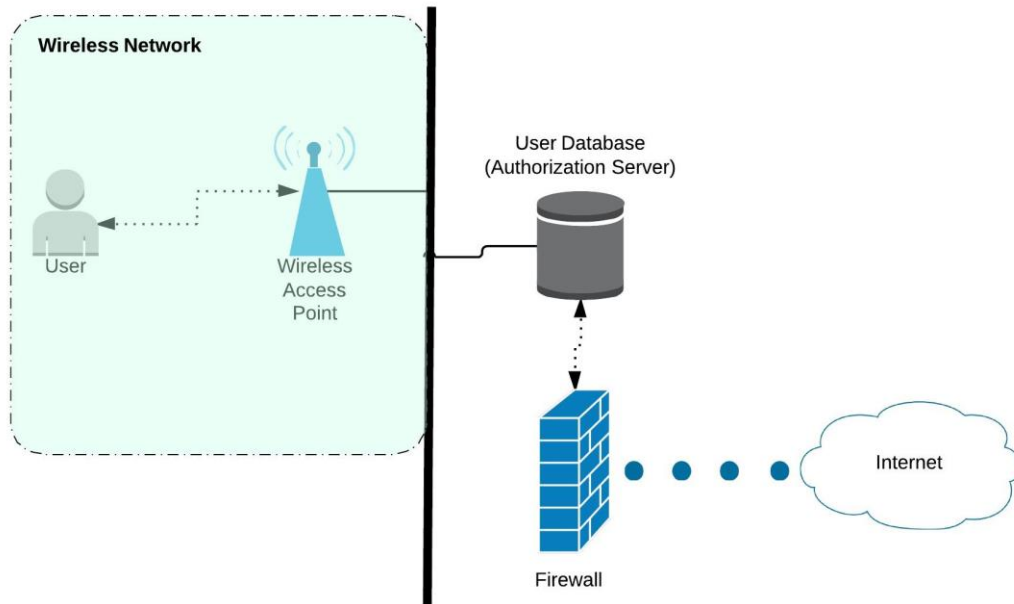 Wireless Network
User Database
(Authorization Server)
User
Wireless
Access
Point
Internet
Firewall